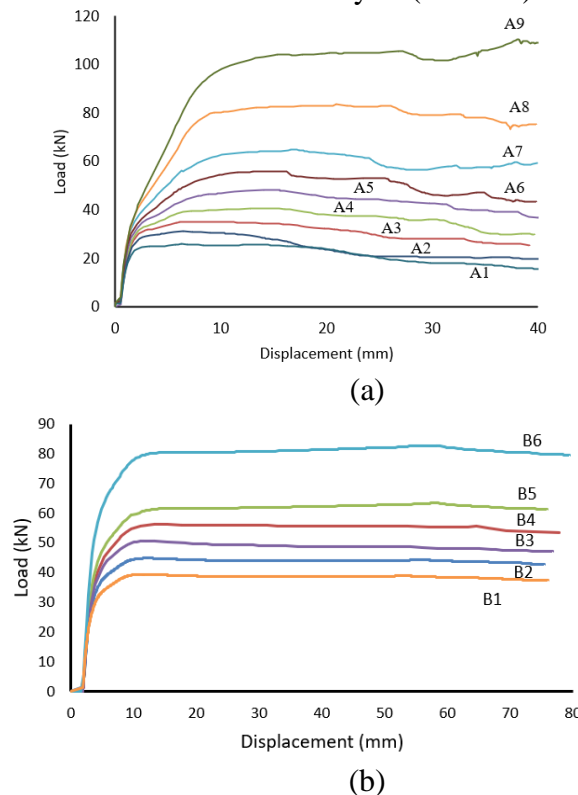 120
100
80
60
40
20
0
Load (kN)
A9
A8
A7
A5
A6
A4
A3
A2
A1
0 10 20 30 40
Displacement (mm)
(a)
90
80
70
60
50
40
30
20
10
0
Load (kN)
B6
B5
B4
B3
B2
B1
0 10 20 30 40 50 60 70 80
Displacement (mm)
(b)